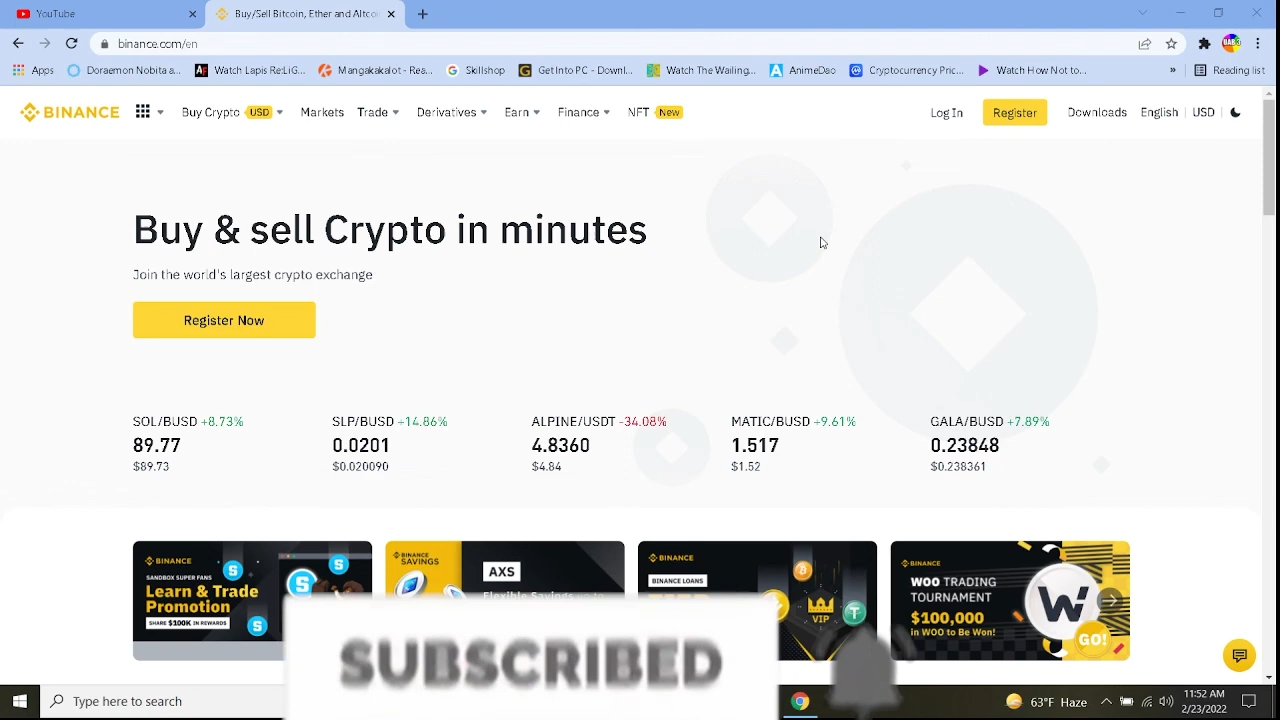 YouTube
Buy/Sell Bitcoin, Ether and Altco
binance.com/en
Apps
Doraemon Nobita a...
Watch Lapis Re:LiG...
Mangakakalot - Rea...
Skillshop
Get Into PC - Downl...
Watch The Wailing...
AnimeDao
Cryptocurrency Pric...
Watch How Not to...
» Reading list
BINANCE
Buy Crypto USD
Markets
Trade
Derivatives
Earn
Finance
NFT New
Log In
Register
Downloads
English
USD
Buy & sell Crypto in minutes
Join the world's largest crypto exchange
Register Now
SOL/BUSD +8.73%
89.77
$89.73
SLP/BUSD +14.86%
0.0201
$0.020090
ALPINE/USDT -34.08%
4.8360
$4.84
MATIC/BUSD +9.61%
1.517
$1.52
GALA/BUSD +7.89%
0.23848
$0.238361
BINANCE
SANDBOX SUPER FANS
Learn & Trade
Promotion
SHARE $100K IN REWARDS
BINANCE
SAVINGS
AXS
Flexible Savings
BINANCE
BINANCE LOANS
VIP
BINANCE
WOO TRADING
TOURNAMENT
$100,000
in WOO to Be Won!
GO!
SUBSCRIBED
Type here to search
63°F Haze
11:52 AM
2/23/2022